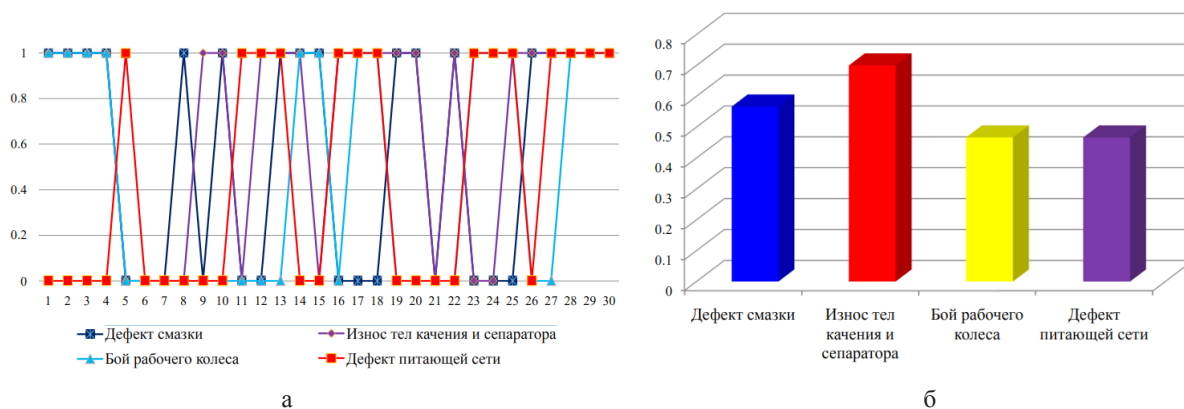 1
0.8
0.6
0.4
0.2
0
1 2 3 4 5 6 7 8 9 10 11 12 13 14 15 16 17 18 19 20 21 22 23 24 25 26 27 28 29 30
Дефект смазки
Износ тел качения и сепаратора
Бой рабочего колеса
Дефект питающей сети
а
0.8
0.7
0.6
0.5
0.4
0.3
0.2
0.1
0
Дефект смазки
Износ тел
качения и
сепаратора
Бой рабочего
колеса
Дефект
питающей сети
б